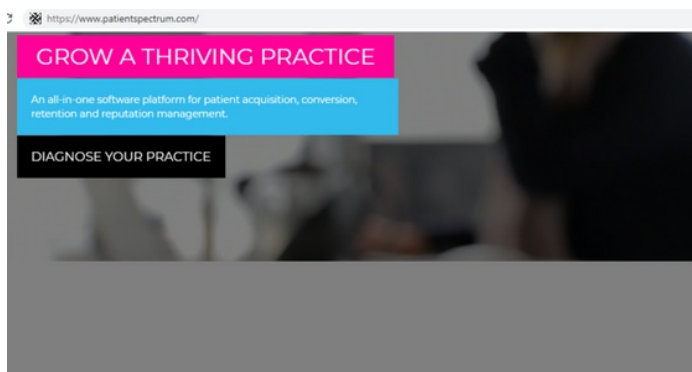 https://www.patientspectrum.com/
GROW A THRIVING PRACTICE
An all-in-one software platform for patient acquisition, conversion,
retention and reputation management.
DIAGNOSE YOUR PRACTICE